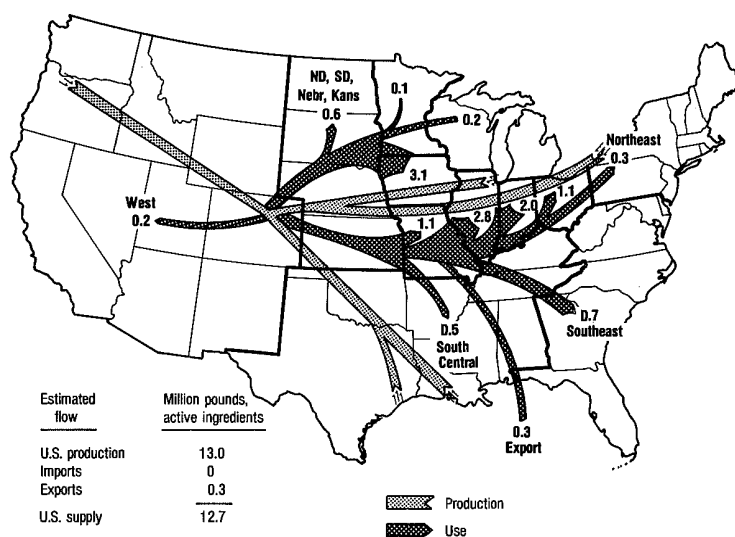 ND, SD,
Nebr, Kans
0.6
0.1
0.2
3.1
Northeast
0.3
West
0.2
1.1
2.8
2.0
1.1
D.5
South
Central
D.7
Southeast
0.3
Export
Estimated
flow
Million pounds,
active ingredients
U.S. production 13.0
Imports 0
Exports 0.3
U.S. supply 12.7
Production
Use